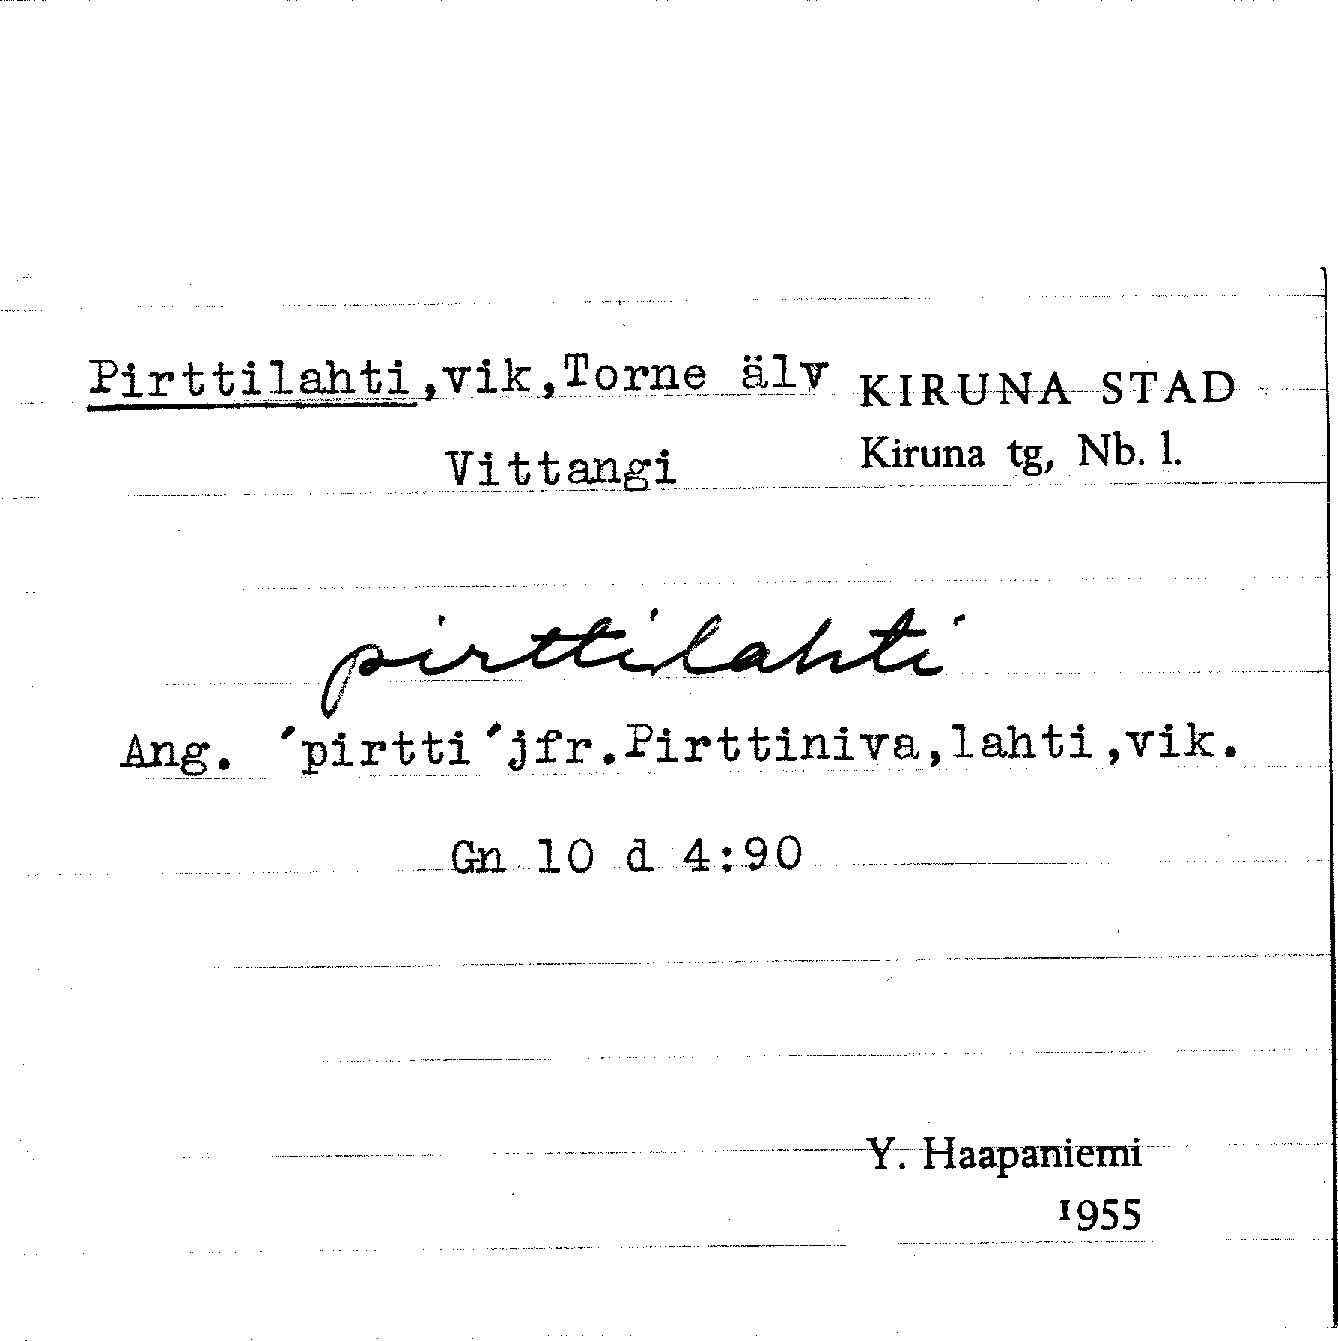 Pirttilahti,vik,Torne älv KIRUNA STAD
Vittangi Kiruna tg, Nb. l.
pirttilahti
Ang. ´pirtti´jfr.Pirttiniva,lahti,vik.
Gn 10 d 4:90
Y. Haapaniemi
1955